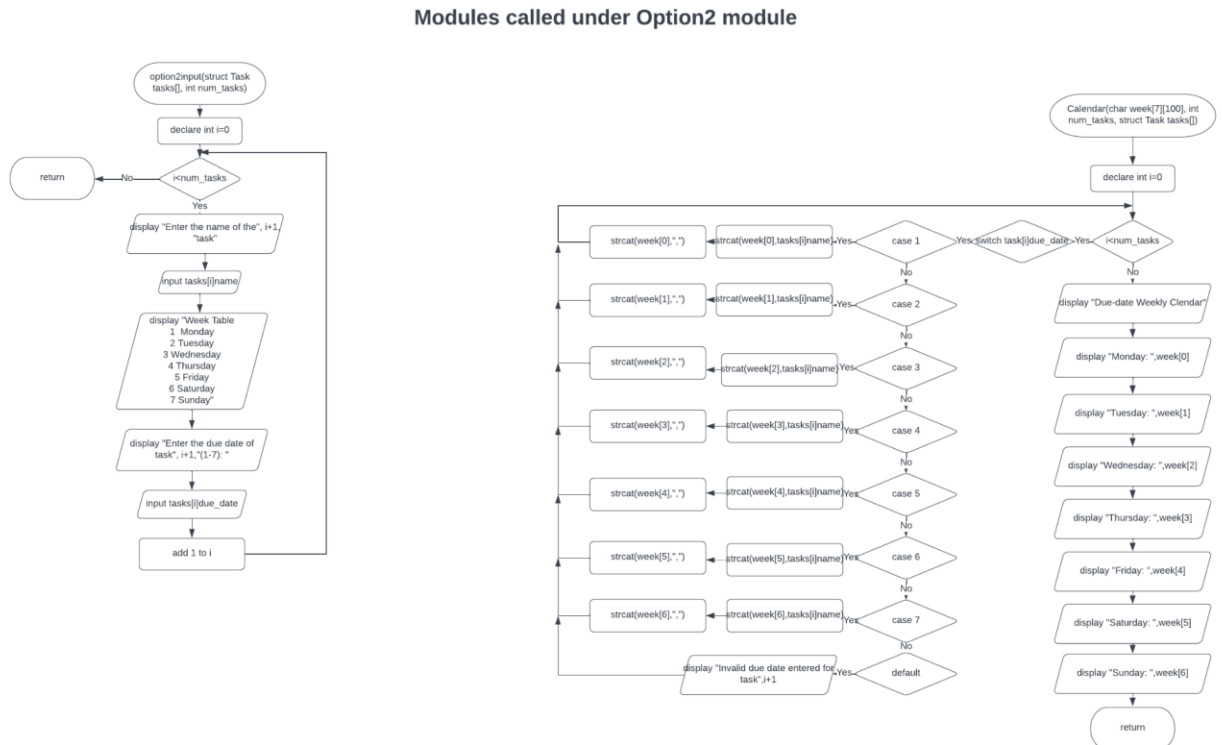 Modules called under Option2 module
option2input(struct Task
tasks[], int num_tasks)
declare int i=0
i<num_tasks
No
return
Yes
display "Enter the name of the", i+1,
"task"
input tasks[i]name
display "Week Table
1 Monday
2 Tuesday
3 Wednesday
4 Thursday
5 Friday
6 Saturday
7 Sunday"
display "Enter the due date of
task", i+1,"(1-7): "
input tasks[i]due_date
add 1 to i
Calendar(char week[7][100], int
num_tasks, struct Task tasks[])
declare int i=0
i<num_tasks
Yes
switch task[i]due_date
Yes
case 1
Yes
strcat(week[0],tasks[i]name)
strcat(week[0],",")
No
case 2
Yes
strcat(week[1],tasks[i]name)
strcat(week[1],",")
No
case 3
Yes
strcat(week[2],tasks[i]name)
strcat(week[2],",")
No
case 4
Yes
strcat(week[3],tasks[i]name)
strcat(week[3],",")
No
case 5
Yes
strcat(week[4],tasks[i]name)
strcat(week[4],",")
No
case 6
Yes
strcat(week[5],tasks[i]name)
strcat(week[5],",")
No
case 7
Yes
strcat(week[6],tasks[i]name)
strcat(week[6],",")
No
default
Yes
display "Invalid due date entered for
task",i+1
No
display "Due-date Weekly Clendar"
display "Monday: ",week[0]
display "Tuesday: ",week[1]
display "Wednesday: ",week[2]
display "Thursday: ",week[3]
display "Friday: ",week[4]
display "Saturday: ",week[5]
display "Sunday: ",week[6]
return